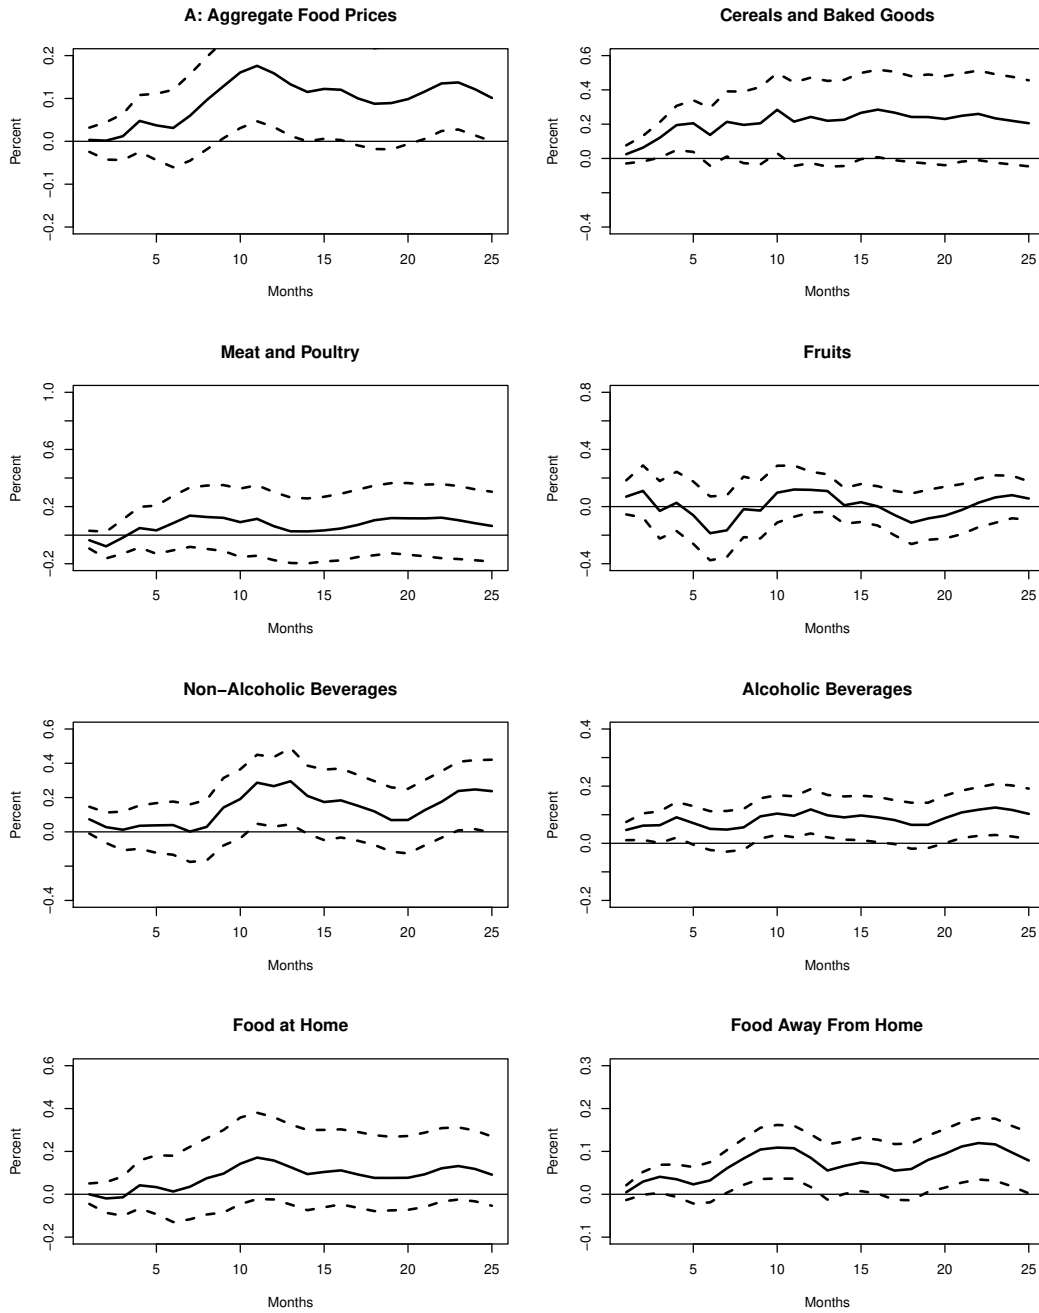 A: Aggregate Food Prices
Percent
0.2
0.1
0.0
−0.1
−0.2
5 10 15 20 25
Months
Cereals and Baked Goods
Percent
0.6
0.4
0.2
0.0
−0.4
5 10 15 20 25
Months
Meat and Poultry
Percent
1.0
0.6
0.2
−0.2
5 10 15 20 25
Months
Fruits
Percent
0.8
0.4
0.0
−0.4
5 10 15 20 25
Months
Non−Alcoholic Beverages
Percent
0.6
0.4
0.2
0.0
−0.4
5 10 15 20 25
Months
Alcoholic Beverages
Percent
0.4
0.2
0.0
−0.2
5 10 15 20 25
Months
Food at Home
Percent
0.6
0.4
0.2
0.0
−0.2
5 10 15 20 25
Months
Food Away From Home
Percent
0.3
0.2
0.1
0.0
−0.1
5 10 15 20 25
Months